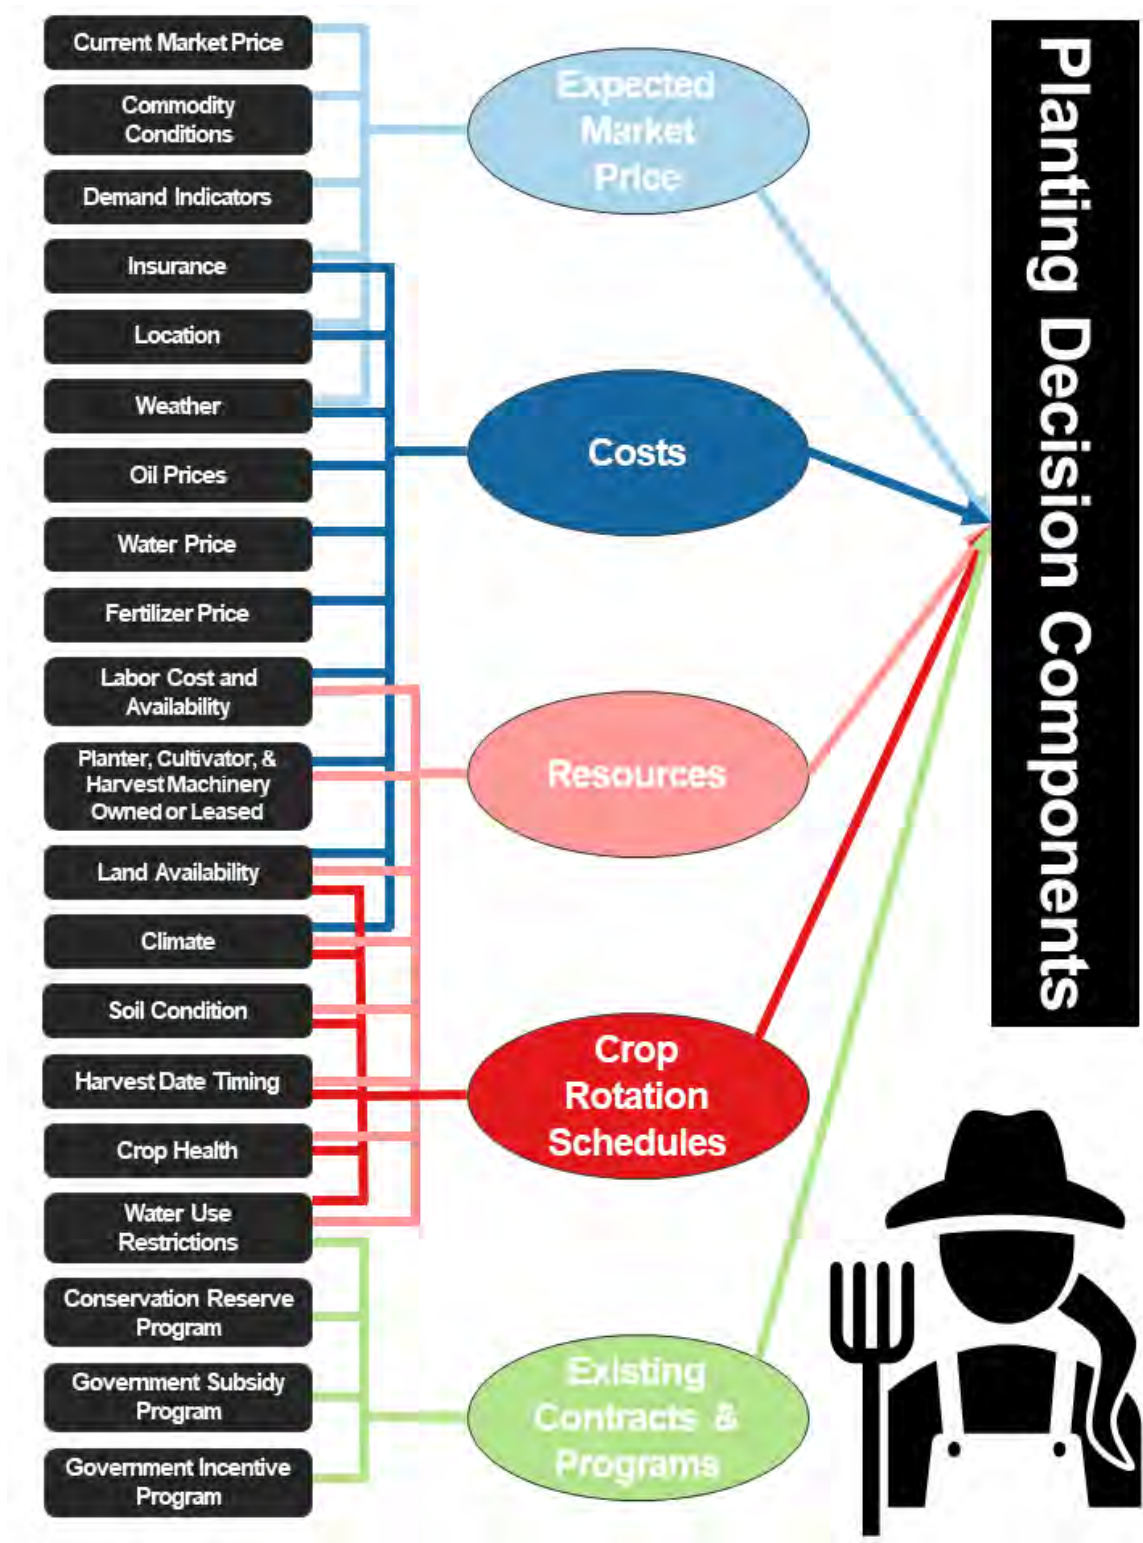 Current Market Price
Commodity
Conditions
Demand Indicators
Insurance
Location
Weather
Oil Prices
Water Price
Fertilizer Price
Labor Cost and
Availability
Planter, Cultivator, &
Harvest Machinery
Owned or Leased
Land Availability
Climate
Soil Condition
Harvest Date Timing
Crop Health
Water Use
Restrictions
Conservation Reserve
Program
Government Subsidy
Program
Government Incentive
Program
Expected
Market
Price
Costs
Resources
Crop
Rotation
Schedules
Existing
Contracts &
Programs
Planting Decision Components